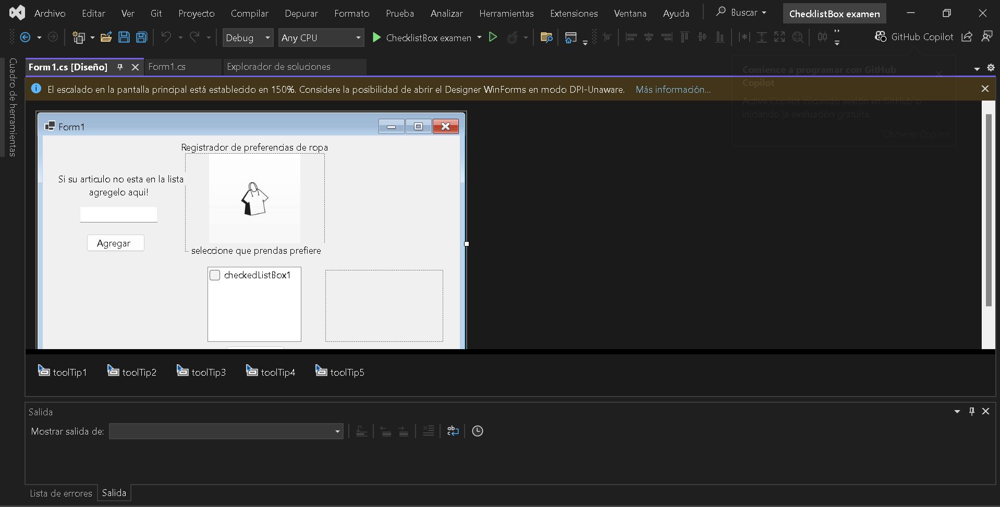 Archivo Editar Ver Git Proyecto Compilar Depurar Formato Prueba Analizar Herramientas Extensiones Ventana Ayuda Buscar ChecklistBox examen
Debug Any CPU ChecklistBox examen GitHub Copilot
Cuadro de herramientas
Form1.cs [Diseño] Form1.cs Explorador de soluciones
Comience a programar con GitHub
Copilot
Active Copilot iniciando sesión en GitHub o
iniciando la evaluación gratuita.
Obtener Copilot
El escalado en la pantalla principal está establecido en 150%. Considere la posibilidad de abrir el Designer WinForms en modo DPI-Unaware. Más información...
Form1
Registrador de preferencias de ropa
Si su articulo no esta en la lista
agregelo aqui!
Agregar
seleccione que prendas prefiere
checkedListBox1
toolTip1 toolTip2 toolTip3 toolTip4 toolTip5
Salida
Mostrar salida de:
Lista de errores Salida